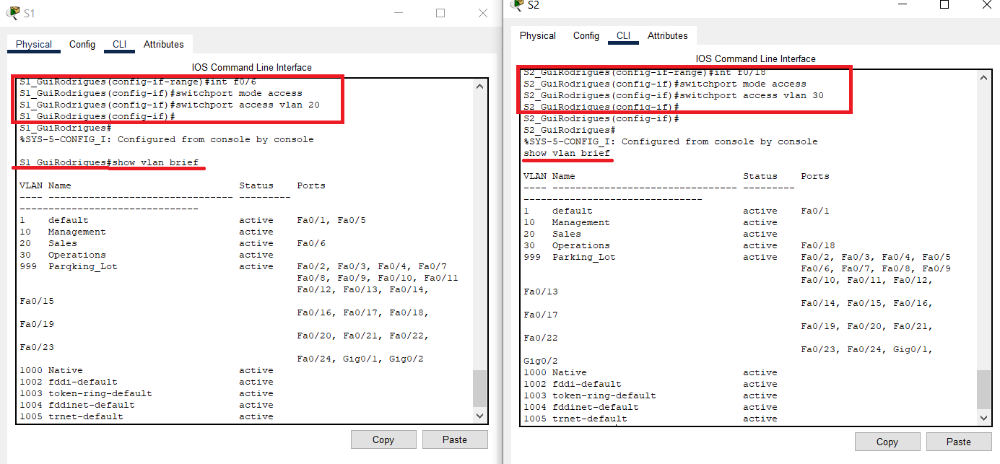 S1
Physical Config CLI Attributes
IOS Command Line Interface
S1_GuiRodrigues(config-if-range)#int f0/6
S1_GuiRodrigues(config-if)#switchport mode access
S1_GuiRodrigues(config-if)#switchport access vlan 20
S1_GuiRodrigues(config-if)#
S1_GuiRodrigues#
%SYS-5-CONFIG_I: Configured from console by console
S1_GuiRodrigues#show vlan brief
VLAN Name Status Ports
---- -------------------------------- ---------
-------------------------------
1 default active Fa0/1, Fa0/5
10 Management active
20 Sales active Fa0/6
30 Operations active
999 Parqking_Lot active Fa0/2, Fa0/3, Fa0/4, Fa0/7
Fa0/8, Fa0/9, Fa0/10, Fa0/11
Fa0/12, Fa0/13, Fa0/14,
Fa0/15
Fa0/16, Fa0/17, Fa0/18,
Fa0/19
Fa0/20, Fa0/21, Fa0/22,
Fa0/23
Fa0/24, Gig0/1, Gig0/2
1000 Native active
1002 fddi-default active
1003 token-ring-default active
1004 fddinet-default active
1005 trnet-default active
Copy Paste
S2
Physical Config CLI Attributes
IOS Command Line Interface
S2_GuiRodrigues(config-if-range)#int f0/18
S2_GuiRodrigues(config-if)#switchport mode access
S2_GuiRodrigues(config-if)#switchport access vlan 30
S2_GuiRodrigues(config-if)#
S2_GuiRodrigues(config-if)#
S2_GuiRodrigues#
%SYS-5-CONFIG_I: Configured from console by console
show vlan brief
VLAN Name Status Ports
---- -------------------------------- ---------
-------------------------------
1 default active Fa0/1
10 Management active
20 Sales active
30 Operations active Fa0/18
999 Parking_Lot active Fa0/2, Fa0/3, Fa0/4, Fa0/5
Fa0/6, Fa0/7, Fa0/8, Fa0/9
Fa0/10, Fa0/11, Fa0/12,
Fa0/13
Fa0/14, Fa0/15, Fa0/16,
Fa0/17
Fa0/19, Fa0/20, Fa0/21,
Fa0/22
Fa0/23, Fa0/24, Gig0/1,
Gig0/2
1000 Native active
1002 fddi-default active
1003 token-ring-default active
1004 fddinet-default active
1005 trnet-default active
Copy Paste